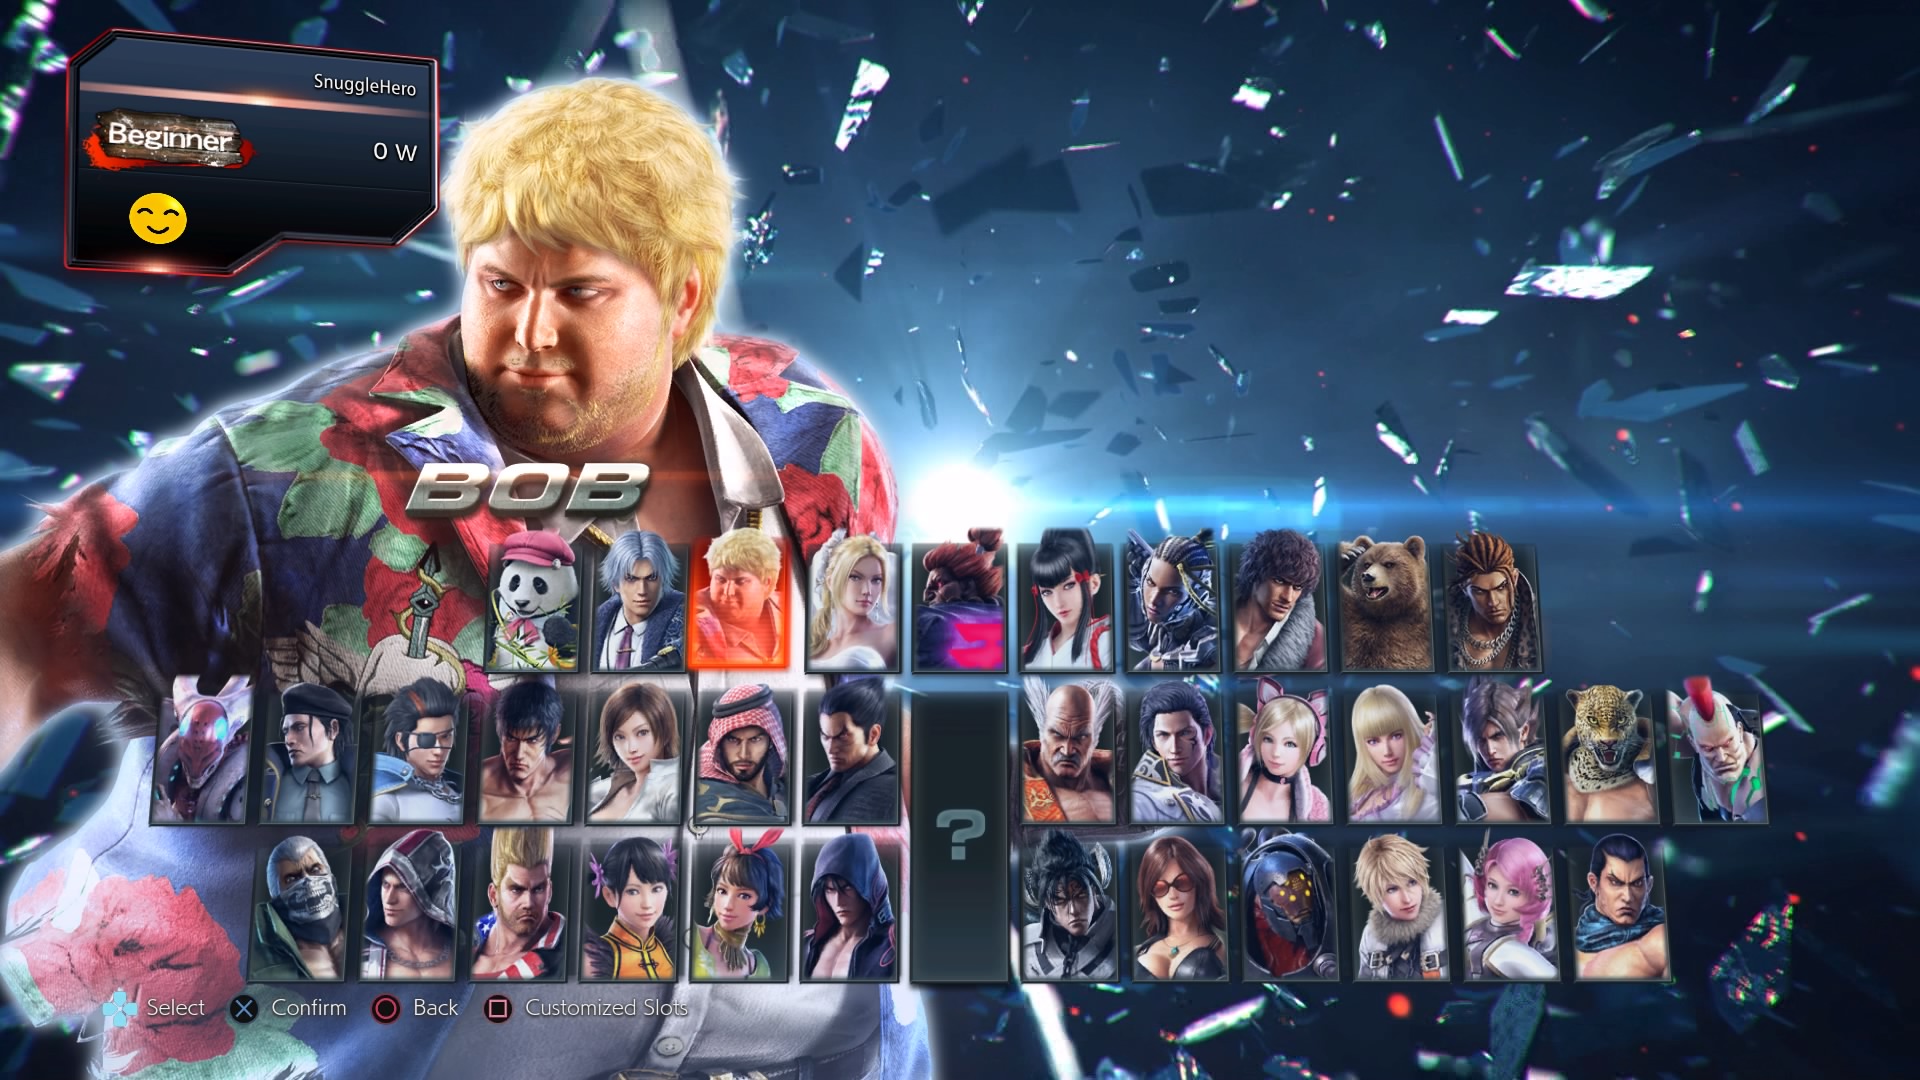 SnuggleHero
Beginner
0 W
BOB
?
Select Confirm Back Customized Slots